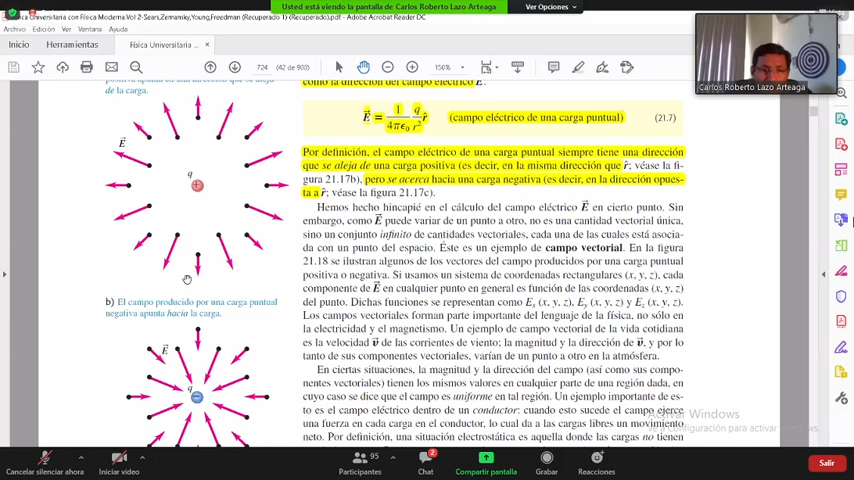 Usted está viendo la pantalla de Carlos Roberto Lazo Arteaga
Ver Opciones
Universitaria con Física Moderna.Vol 2-Sears,Zemansky,Young,Freedman (Recuperado 1) (Recuperado).pdf - Adobe Acrobat Reader DC
Archivo Edición Ver Firmar Ventana Ayuda
Inicio Herramientas Física Universitaria ... ×
724 (42 de 900) 150%
Carlos Roberto Lazo Arteaga
positiva apunta en una dirección que se aleja
de la carga.
E
q
+
b) El campo producido por una carga puntual
negativa apunta hacia la carga.
E
q
−
como la dirección del campo eléctrico E:
E = 1/4πϵ0 q/r² r̂ (campo eléctrico de una carga puntual) (21.7)
Por definición, el campo eléctrico de una carga puntual siempre tiene una dirección
que se aleja de una carga positiva (es decir, en la misma dirección que r̂; véase la fi-
gura 21.17b), pero se acerca hacia una carga negativa (es decir, en la dirección opues-
ta a r̂; véase la figura 21.17c).
Hemos hecho hincapié en el cálculo del campo eléctrico E en cierto punto. Sin
embargo, como E puede variar de un punto a otro, no es una cantidad vectorial única,
sino un conjunto infinito de cantidades vectoriales, cada una de las cuales está asocia-
da con un punto del espacio. Éste es un ejemplo de campo vectorial. En la figura
21.18 se ilustran algunos de los vectores del campo producidos por una carga puntual
positiva o negativa. Si usamos un sistema de coordenadas rectangulares (x, y, z), cada
componente de E en cualquier punto en general es función de las coordenadas (x, y, z)
del punto. Dichas funciones se representan como Ex (x, y, z), Ey (x, y, z) y Ez (x, y, z).
Los campos vectoriales forman parte importante del lenguaje de la física, no sólo en
la electricidad y el magnetismo. Un ejemplo de campo vectorial de la vida cotidiana
es la velocidad v de las corrientes de viento; la magnitud y la dirección de v, y por lo
tanto de sus componentes vectoriales, varían de un punto a otro en la atmósfera.
En ciertas situaciones, la magnitud y la dirección del campo (así como sus compo-
nentes vectoriales) tienen los mismos valores en cualquier parte de una región dada, en
cuyo caso se dice que el campo es uniforme en tal región. Un ejemplo importante de es-
to es el campo eléctrico dentro de un conductor: cuando esto sucede el campo ejerce
una fuerza en cada carga en el conductor, lo cual da a las cargas libres un movimiento
neto. Por definición, una situación electrostática es aquella donde las cargas no tienen
Activar Windows
Ve a Configuración para activar Windows.
Cancelar silenciar ahora Iniciar video Participantes 95 Chat 2 Compartir pantalla Grabar Reacciones Salir